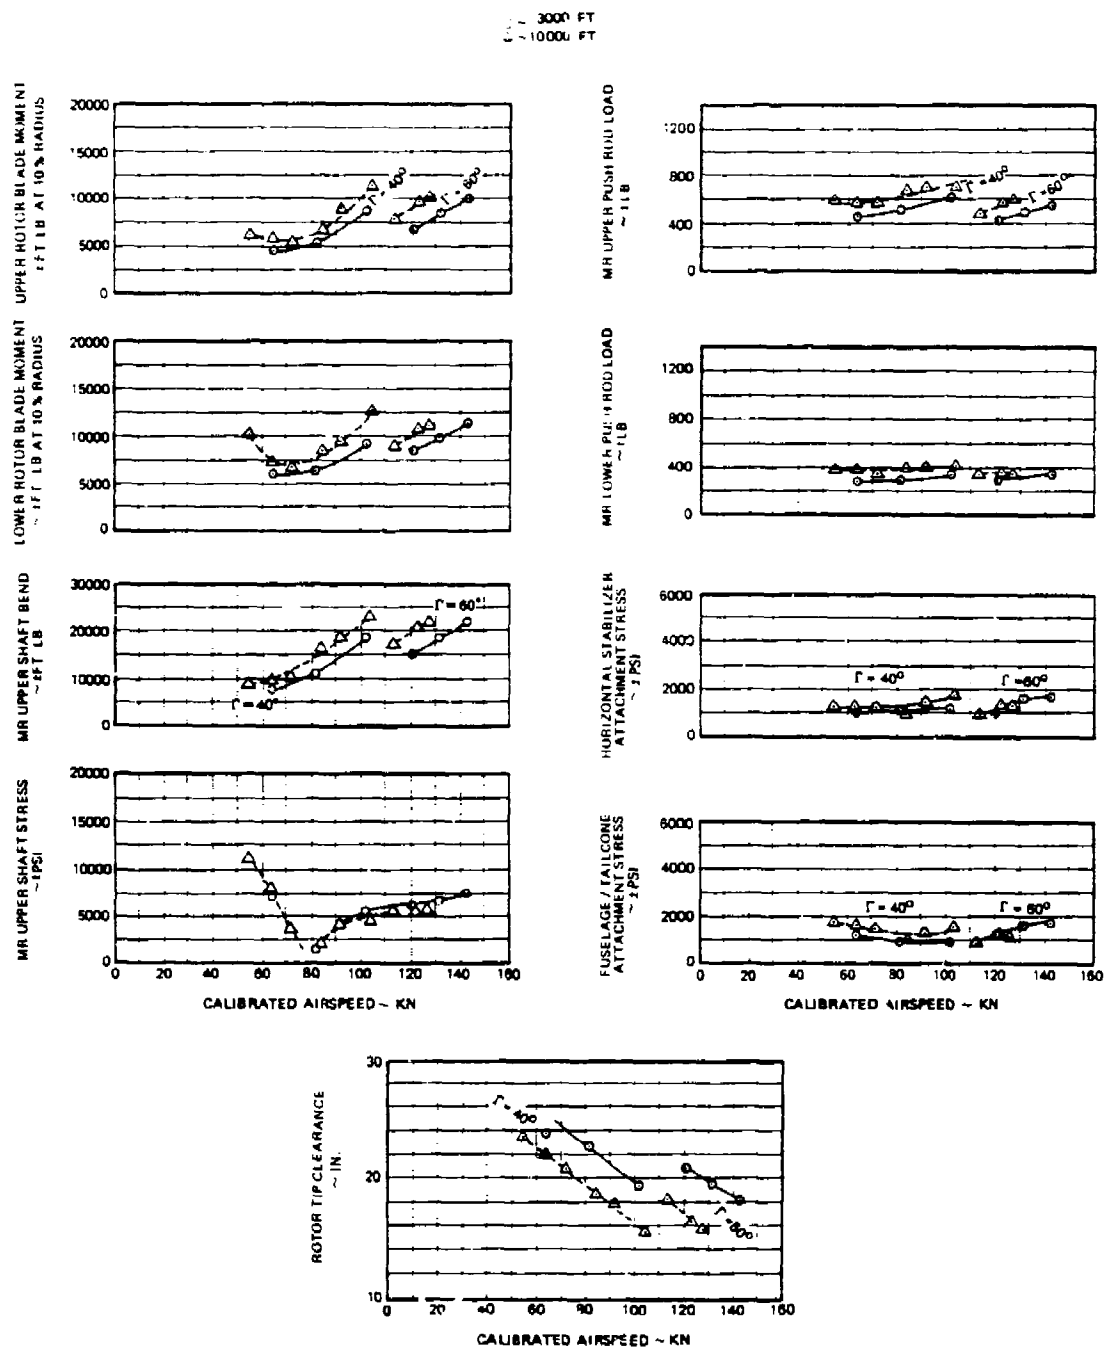 ~ 3000 FT
~ 10000 FT
UPPER ROTOR BLADE MOMENT
±FT LB AT 10% RADIUS
20000
15000
10000
5000
0
Γ = 40°
Γ = 60°
MR UPPER PUSH ROD LOAD
~ ±LB
1200
800
400
0
Γ = 40°
Γ = 60°
LOWER ROTOR BLADE MOMENT
~ ±FT LB AT 10% RADIUS
20000
15000
10000
5000
0
MR LOWER PUSH ROD LOAD
~ ±LB
1200
800
400
0
MR UPPER SHAFT BEND
~ ±FT LB
30000
20000
10000
0
Γ = 40°
Γ = 60°
HORIZONTAL STABILIZER
ATTACHMENT STRESS
~ ± PSI
6000
4000
2000
0
Γ = 40°
Γ = 60°
MR UPPER SHAFT STRESS
~ ±PSI
20000
15000
10000
5000
0
0 20 40 60 80 100 120 140 160
CALIBRATED AIRSPEED ~ KN
FUSELAGE / TAILCONE
ATTACHMENT STRESS
~ ± PSI
6000
4000
2000
0
Γ = 40°
Γ = 60°
0 20 40 60 80 100 120 140 160
CALIBRATED AIRSPEED ~ KN
ROTOR TIP CLEARANCE
~ IN.
30
20
10
Γ = 40°
0 20 40 60 80 100 120 140 160
CALIBRATED AIRSPEED ~ KN